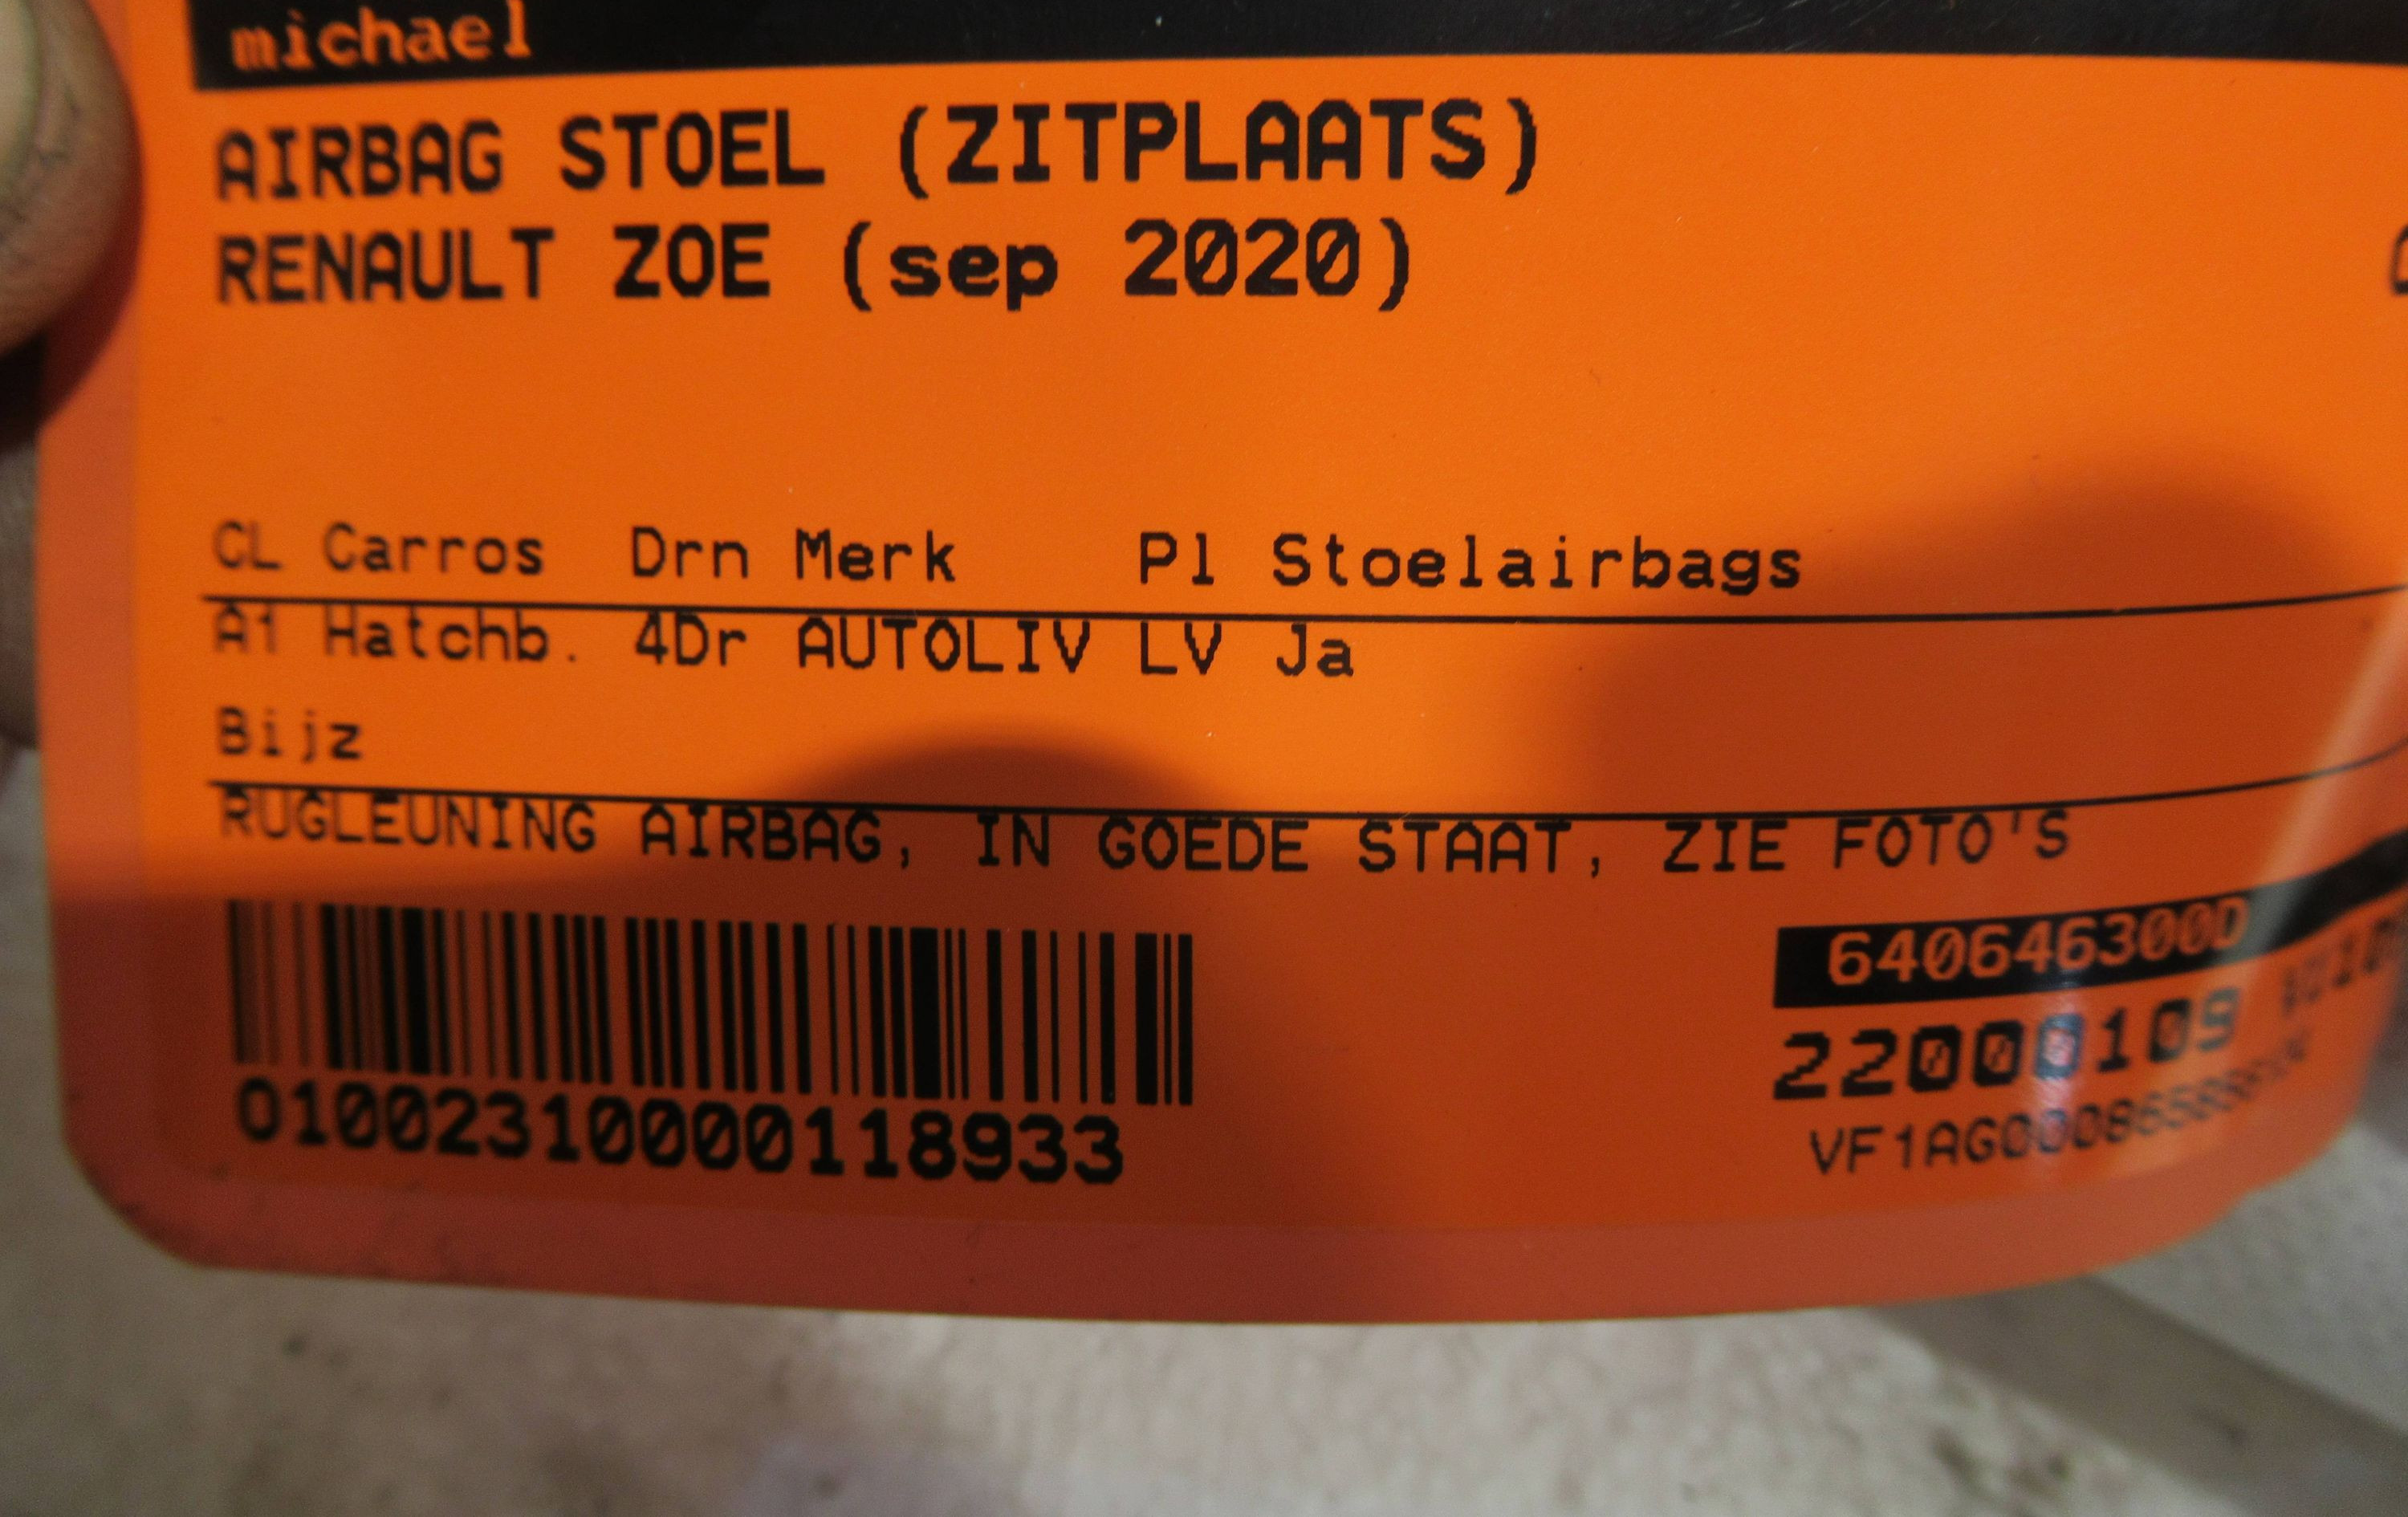 michael
AIRBAG STOEL (ZITPLAATS)
RENAULT ZOE (sep 2020)
CL Carros Drn Merk Pl Stoelairbags
A1 Hatchb. 4Dr AUTOLIV LV Ja
Bijz
RUGLEUNING AIRBAG, IN GOEDE STAAT, ZIE FOTO'S
640646300D
22000109
01002310000118933